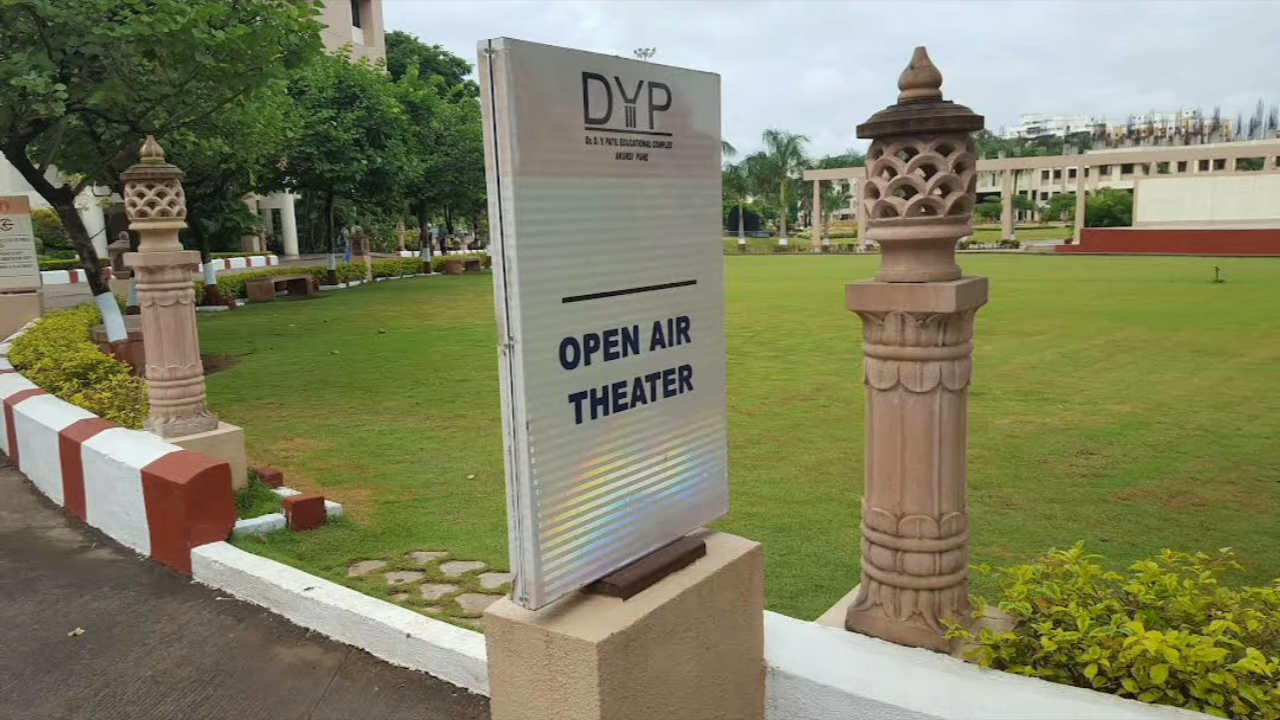 DYP
Dr. D. Y. PATIL EDUCATIONAL COMPLEX
AKURDI PUNE
OPEN AIR
THEATER